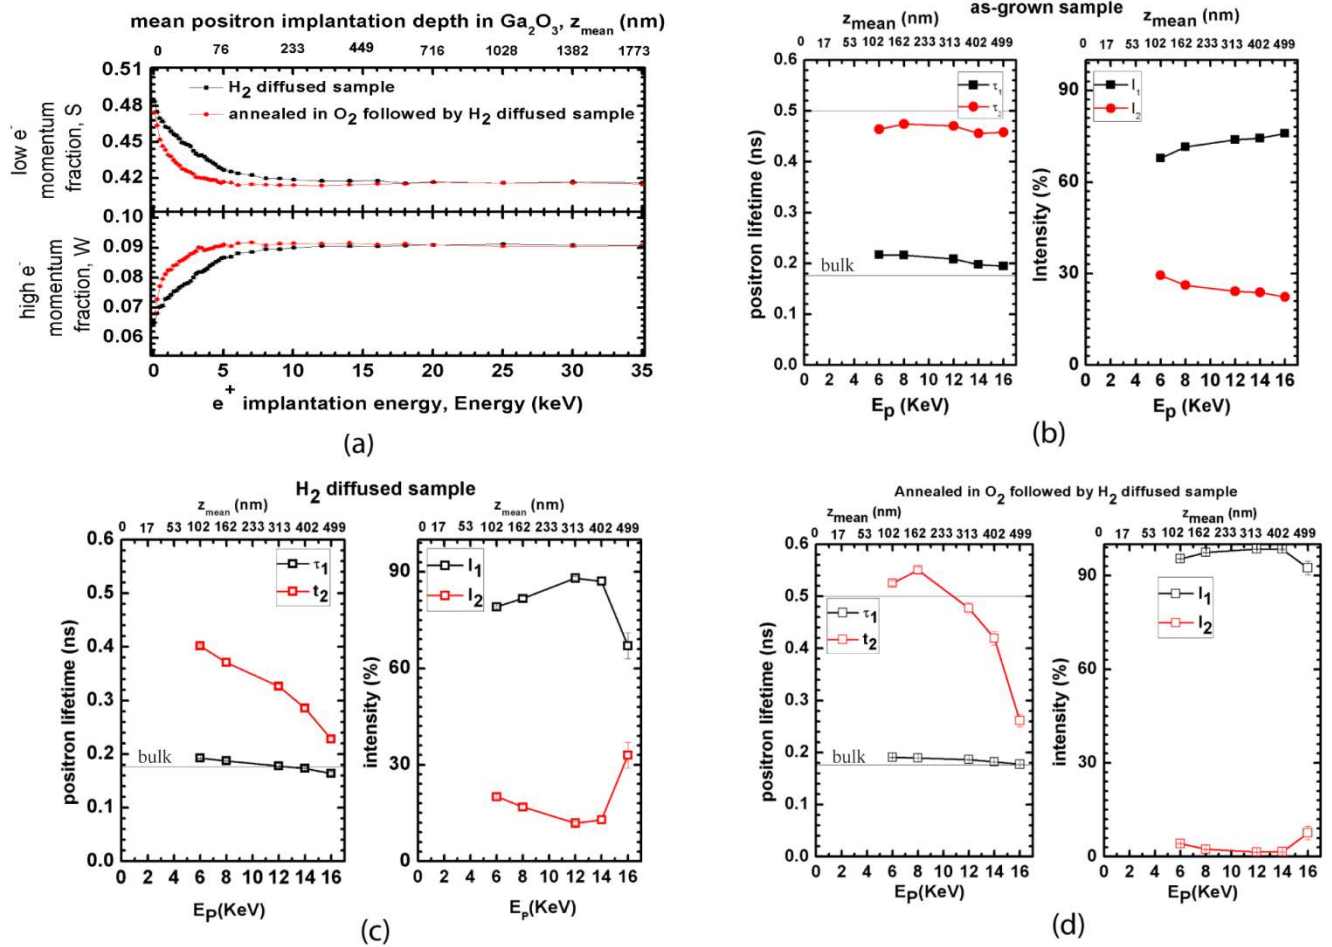 mean positron implantation depth in Ga₂O₃, z_mean (nm)
0 76 233 449 716 1028 1382 1773
0.51
0.48
0.45
0.42
low e⁻
momentum
fraction, S
H₂ diffused sample
annealed in O₂ followed by H₂ diffused sample
0.10
0.09
0.08
0.07
0.06
high e⁻
momentum
fraction, W
0 5 10 15 20 25 30 35
e⁺ implantation energy, Energy (keV)
(a)
as-grown sample
z_mean (nm)
0 17 53 102 162 233 313 402 499
0.6
0.5
0.4
0.3
0.2
0.1
0.0
positron lifetime (ns)
τ₁
τ₂
bulk
0 2 4 6 8 10 12 14 16
E_p (KeV)
z_mean (nm)
0 17 53 102 162 233 313 402 499
90
60
30
0
Intensity (%)
I₁
I₂
0 2 4 6 8 10 12 14 16
E_p (KeV)
(b)
H₂ diffused sample
z_mean (nm)
0 17 53 102 162 233 313 402 499
0.6
0.5
0.4
0.3
0.2
0.1
0.0
positron lifetime (ns)
τ₁
t₂
bulk
0 2 4 6 8 10 12 14 16
E_P(KeV)
z_mean (nm)
0 17 53 102 162 233 313 402 499
90
60
30
0
intensity (%)
I₁
I₂
0 2 4 6 8 10 12 14 16
E_P(KeV)
(c)
Annealed in O₂ followed by H₂ diffused sample
z_mean (nm)
0 17 53 102 162 233 313 402 499
0.6
0.5
0.4
0.3
0.2
0.1
0.0
positron lifetime (ns)
τ₁
t₂
bulk
0 2 4 6 8 10 12 14 16
E_P(KeV)
z_mean (nm)
0 17 53 102 162 233 313 402 499
90
60
30
0
intensity (%)
I₁
I₂
0 2 4 6 8 10 12 14 16
E_P(KeV)
(d)